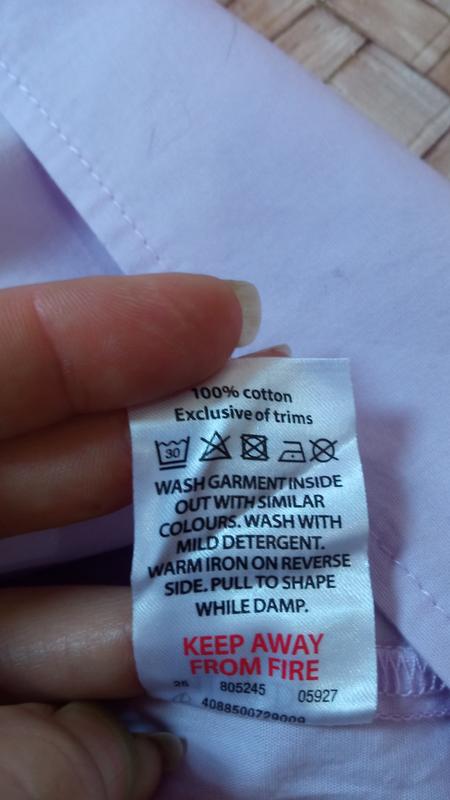 100% cotton
Exclusive of trims
30
WASH GARMENT INSIDE
OUT WITH SIMILAR
COLOURS. WASH WITH
MILD DETERGENT.
WARM IRON ON REVERSE
SIDE. PULL TO SHAPE
WHILE DAMP.
KEEP AWAY
FROM FIRE
805245 05927
4088500729009